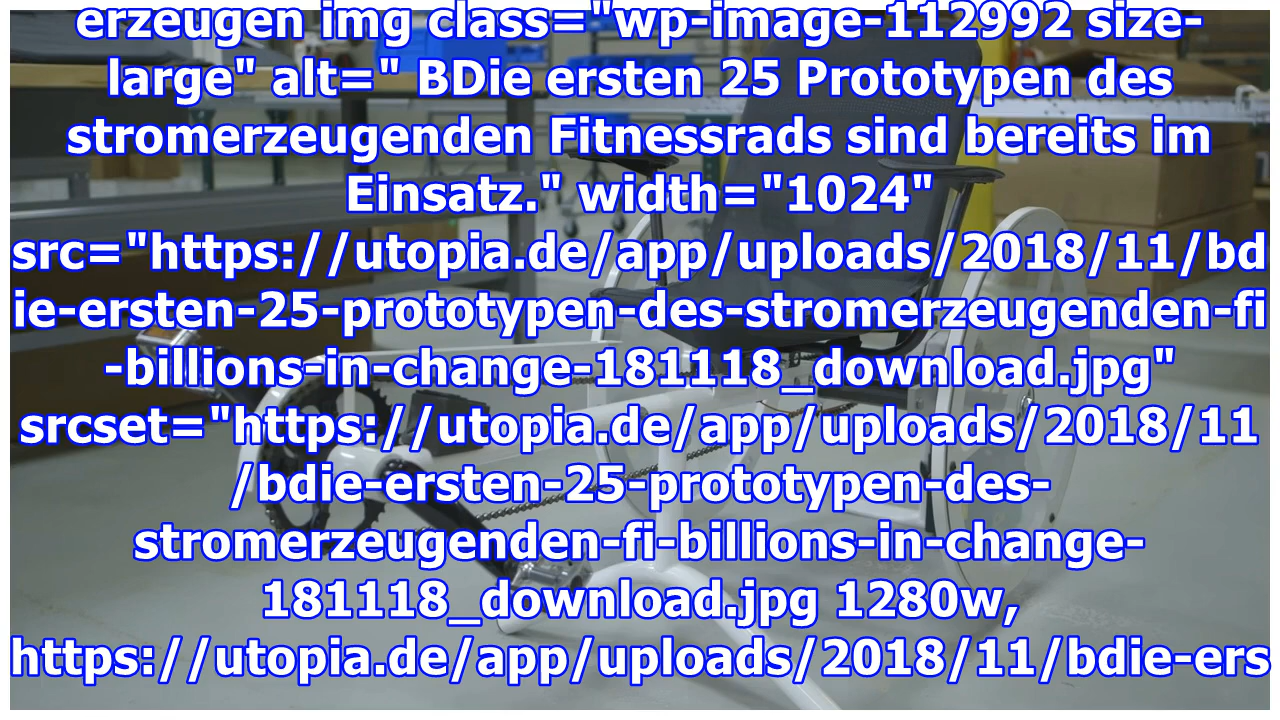 erzeugen img class="wp-image-112992 size-
large" alt=" BDie ersten 25 Prototypen des
stromerzeugenden Fitnessrads sind bereits im
Einsatz." width="1024"
src="https://utopia.de/app/uploads/2018/11/bd
ie-ersten-25-prototypen-des-stromerzeugenden-fi
-billions-in-change-181118_download.jpg"
srcset="https://utopia.de/app/uploads/2018/11
/bdie-ersten-25-prototypen-des-
stromerzeugenden-fi-billions-in-change-
181118_download.jpg 1280w,
https://utopia.de/app/uploads/2018/11/bdie-ers